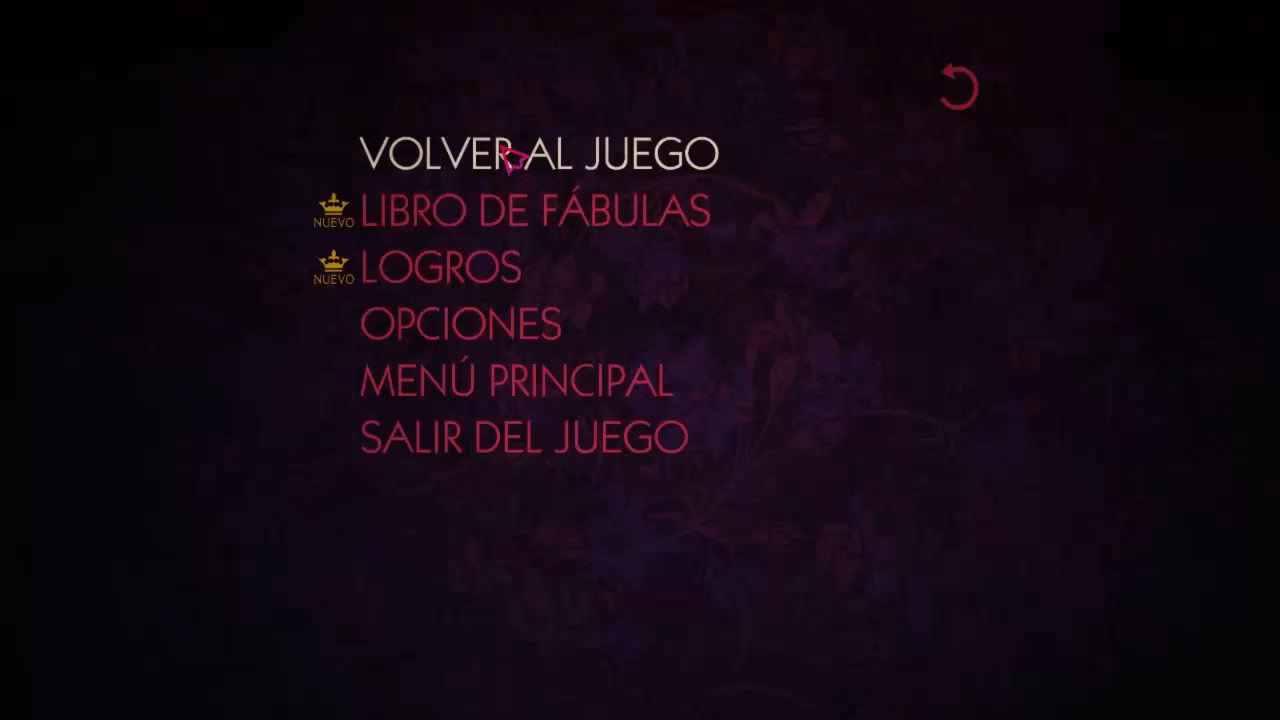 VOLVER AL JUEGO
NUEVO LIBRO DE FÁBULAS
NUEVO LOGROS
OPCIONES
MENÚ PRINCIPAL
SALIR DEL JUEGO